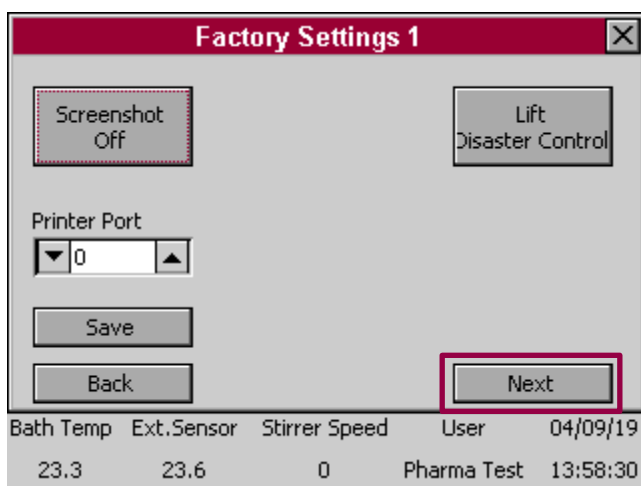 Factory Settings 1
Screenshot
Off
Lift
Disaster Control
Printer Port
0
Save
Back
Next
Bath Temp Ext.Sensor Stirrer Speed User 04/09/19
23.3 23.6 0 Pharma Test 13:58:30